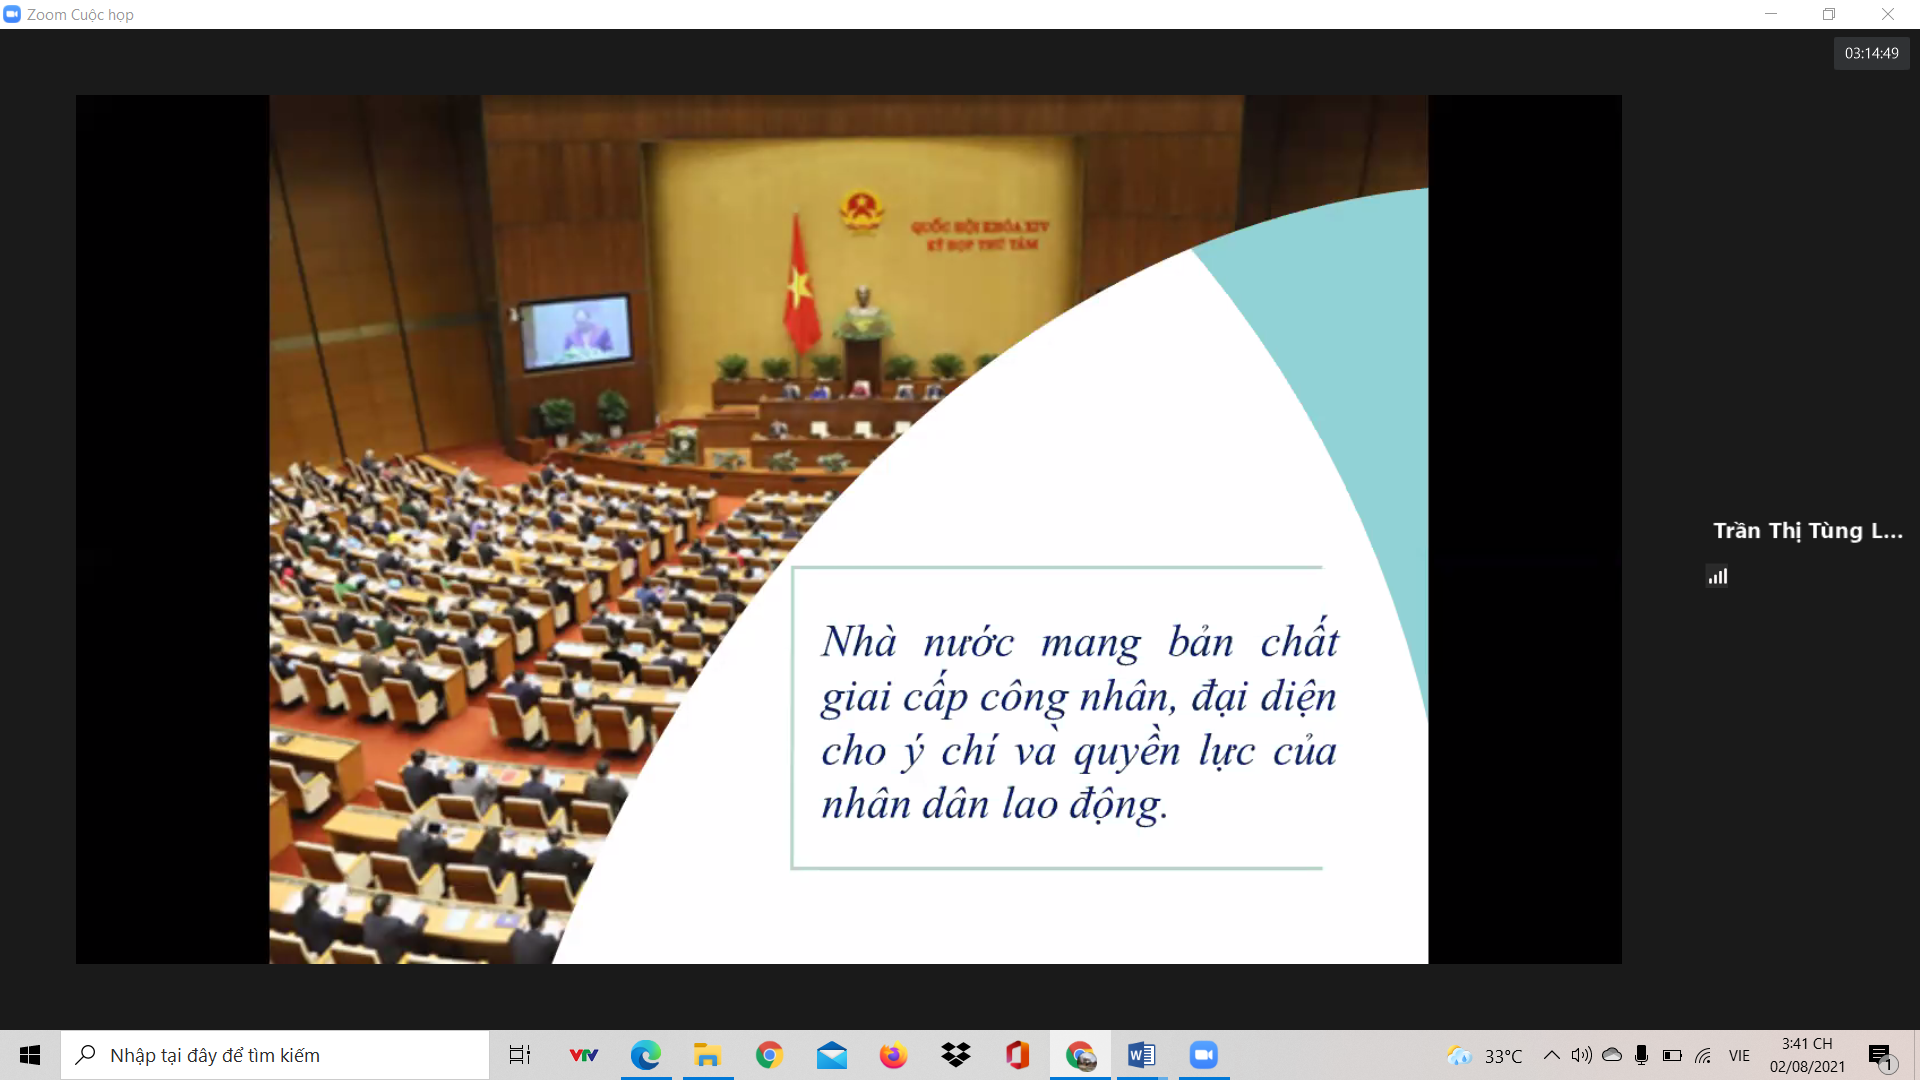 Zoom Cuộc họp
03:14:49
QUỐC HỘI KHÓA XIV
KỲ HỌP THỨ TÁM
Trần Thị Tùng L...
Nhà nước mang bản chất
giai cấp công nhân, đại diện
cho ý chí và quyền lực của
nhân dân lao động.
Nhập tại đây để tìm kiếm
VTV
33°C
VIE
3:41 CH
02/08/2021
1